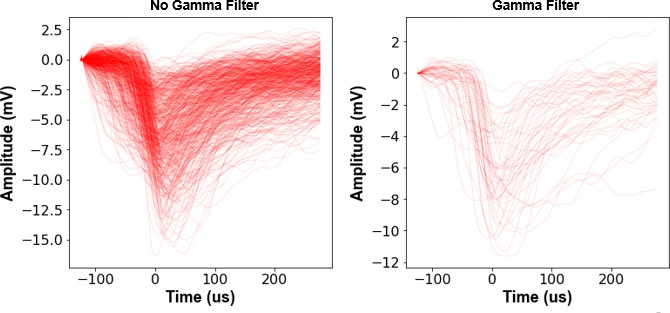 No Gamma Filter
2.5
0.0
−2.5
−5.0
−7.5
−10.0
−12.5
−15.0
Amplitude (mV)
−100 0 100 200
Time (us)
Gamma Filter
2
0
−2
−4
−6
−8
−10
−12
Amplitude (mV)
−100 0 100 200
Time (us)